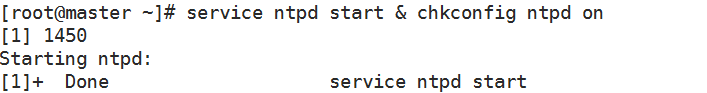 [root@master ~]# service ntpd start & chkconfig ntpd on
[1] 1450
Starting ntpd:
[1]+  Done                    service ntpd start